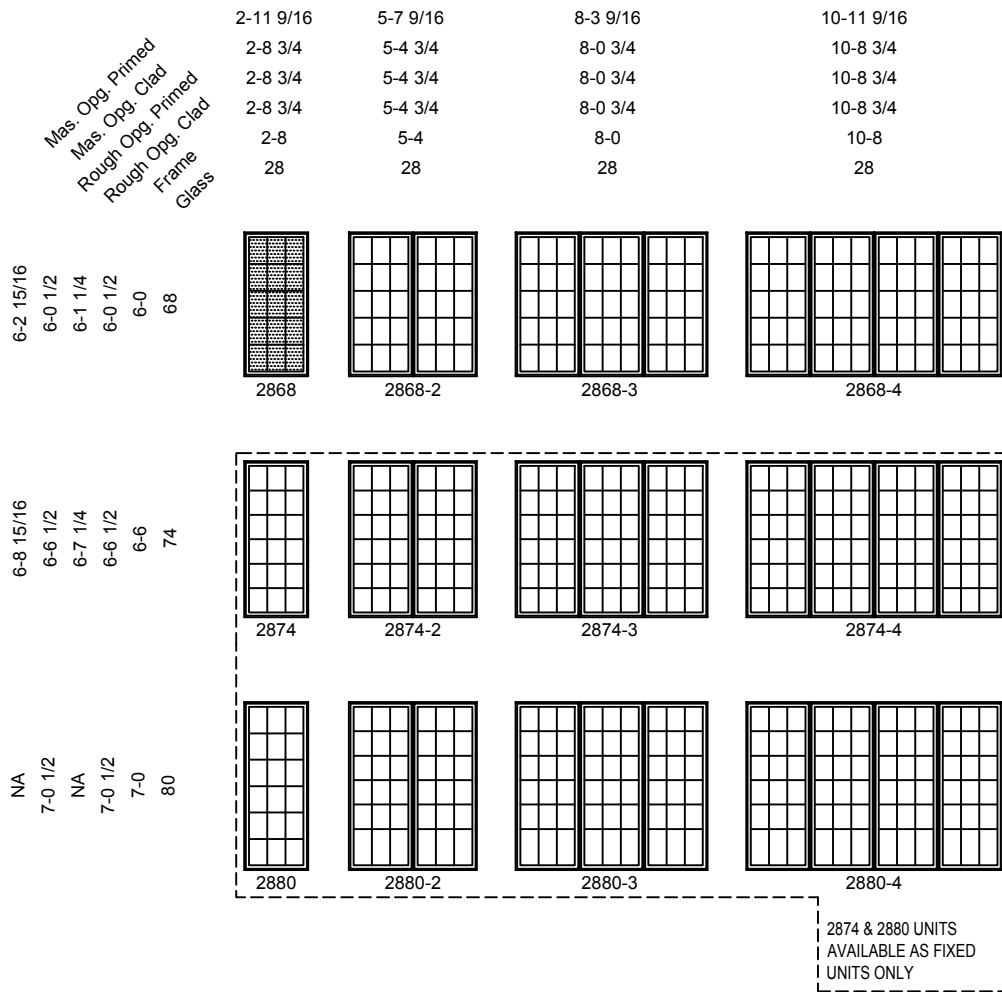 2-11 9/16 5-7 9/16 8-3 9/16 10-11 9/16
2-8 3/4 5-4 3/4 8-0 3/4 10-8 3/4
2-8 3/4 5-4 3/4 8-0 3/4 10-8 3/4
2-8 3/4 5-4 3/4 8-0 3/4 10-8 3/4
2-8 5-4 8-0 10-8
28 28 28 28
Mas. Opg. Primed
Mas. Opg. Clad
Rough Opg. Primed
Rough Opg. Clad
Frame
Glass
6-2 15/16
6-0 1/2
6-1 1/4
6-0 1/2
6-0
68
2868 2868-2 2868-3 2868-4
6-8 15/16
6-6 1/2
6-7 1/4
6-6 1/2
6-6
74
2874 2874-2 2874-3 2874-4
NA
7-0 1/2
NA
7-0 1/2
7-0
80
2880 2880-2 2880-3 2880-4
2874 & 2880 UNITS
AVAILABLE AS FIXED
UNITS ONLY